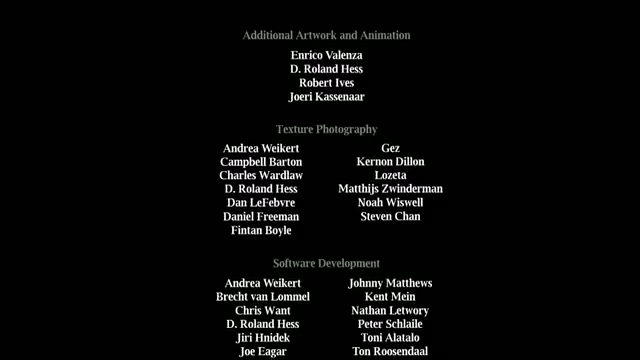 Additional Artwork and Animation
Enrico Valenza
D. Roland Hess
Robert Ives
Joeri Kassenaar
Texture Photography
Andrea Weikert
Campbell Barton
Charles Wardlaw
D. Roland Hess
Dan LeFebvre
Daniel Freeman
Fintan Boyle
Gez
Kernon Dillon
Lozeta
Matthijs Zwinderman
Noah Wiswell
Steven Chan
Software Development
Andrea Weikert
Brecht van Lommel
Chris Want
D. Roland Hess
Jiri Hnidek
Joe Eagar
Johnny Matthews
Kent Mein
Nathan Letwory
Peter Schlaile
Toni Alatalo
Ton Roosendaal